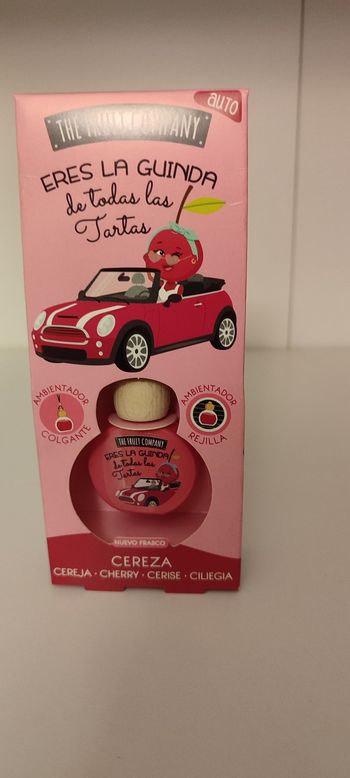 AUTO
THE FRUIT COMPANY
ERES LA GUINDA
de todas las
Tartas
AMBIENTADOR
COLGANTE
AMBIENTADOR
REJILLA
THE FRUIT COMPANY
ERES LA GUINDA
de todas las
Tartas
NUEVO FRASCO
CEREZA
CEREJA · CHERRY · CERISE · CILIEGIA